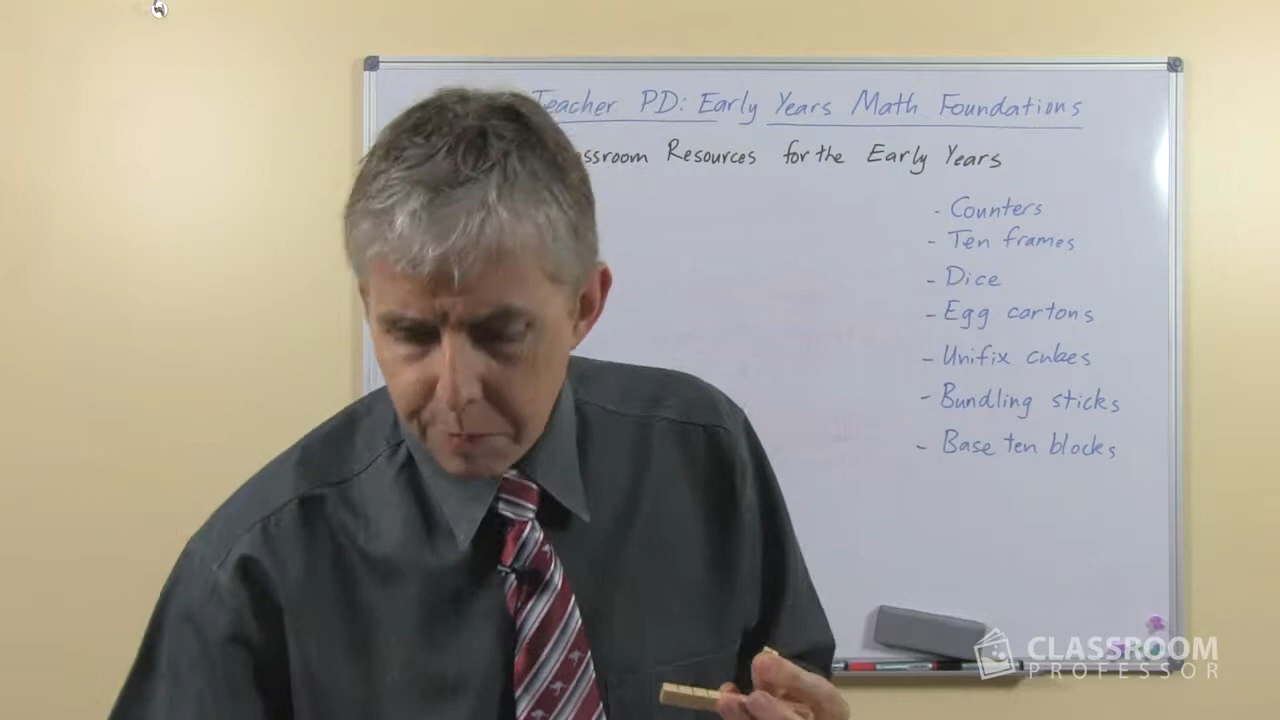 Teacher PD: Early Years Math Foundations
Resources for the Early Years
- Counters
- Ten frames
- Dice
- Egg cartons
- Unifix cubes
- Bundling sticks
- Base ten blocks
CLASSROOM
PROFESSOR